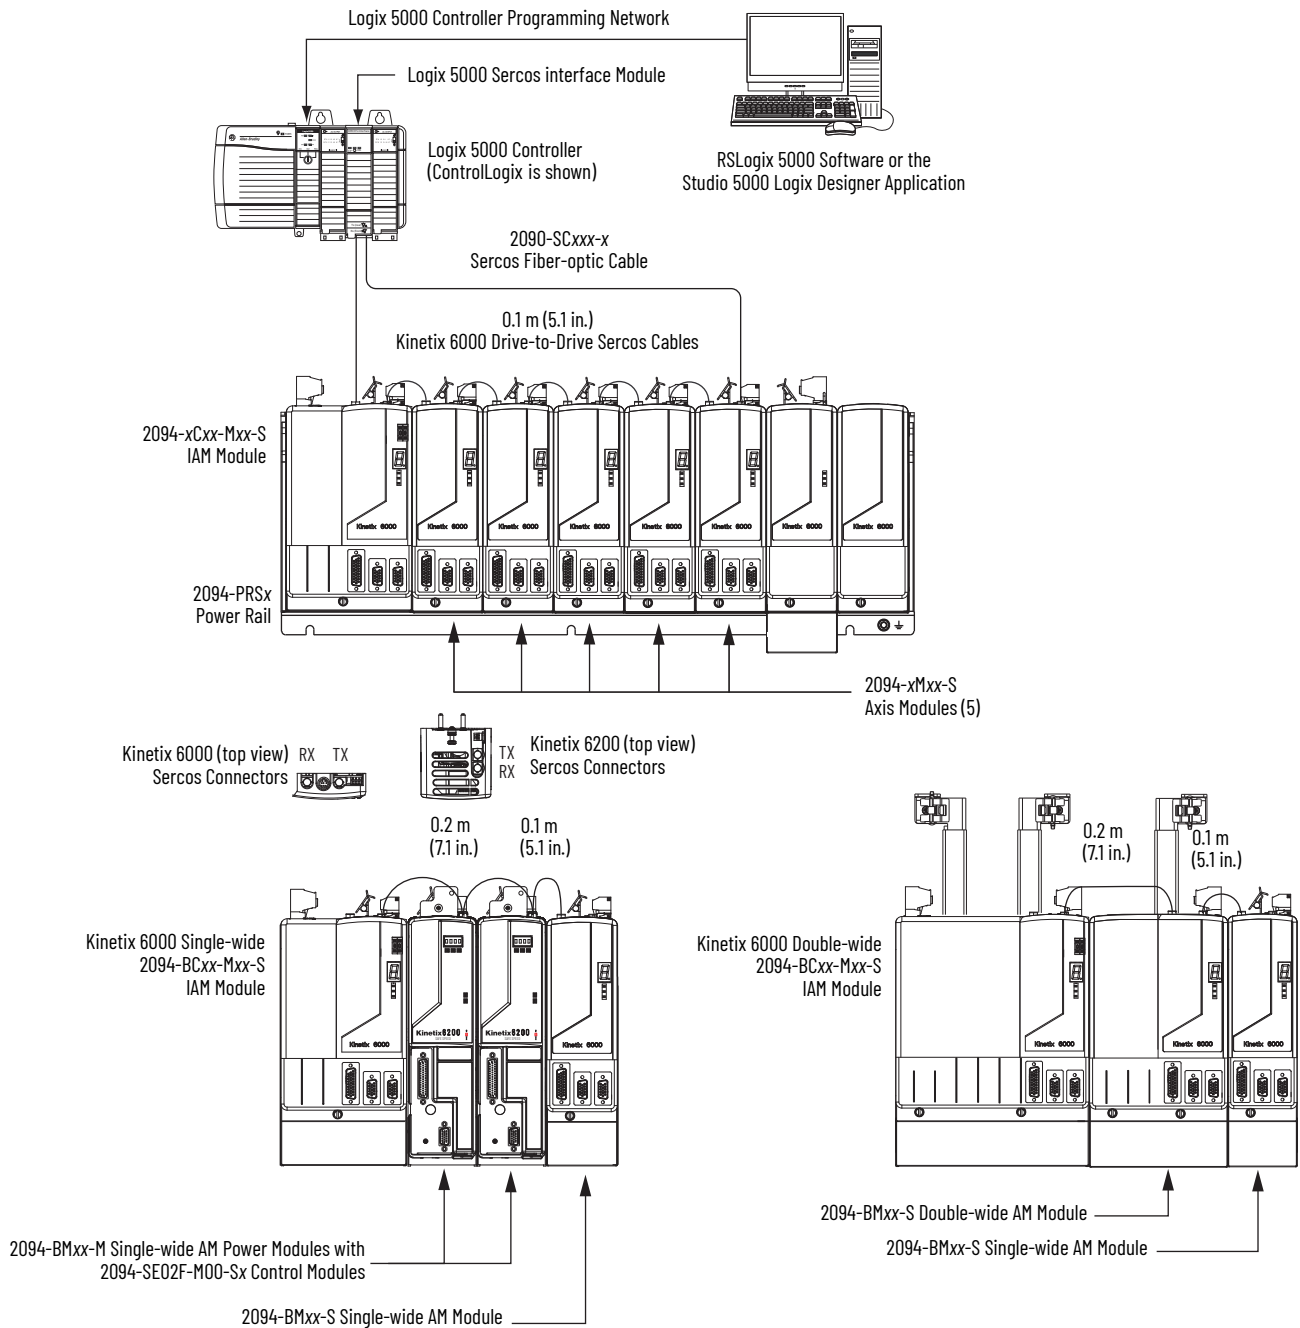 Logix 5000 Controller Programming Network
Logix 5000 Sercos interface Module
Logix 5000 Controller
(ControlLogix is shown)
RSLogix 5000 Software or the
Studio 5000 Logix Designer Application
2090-SCxxx-x
Sercos Fiber-optic Cable
0.1 m (5.1 in.)
Kinetix 6000 Drive-to-Drive Sercos Cables
2094-xCxx-Mxx-S
IAM Module
Kinetix 6000
Kinetix 6000
Kinetix 6000
Kinetix 6000
Kinetix 6000
Kinetix 6000
Kinetix 6000
Kinetix 6000
2094-PRSx
Power Rail
2094-xMxx-S
Axis Modules (5)
Kinetix 6000 (top view)
Sercos Connectors
RX TX
TX
RX
Kinetix 6200 (top view)
Sercos Connectors
0.2 m
(7.1 in.)
0.1 m
(5.1 in.)
Kinetix 6000 Single-wide
2094-BCxx-Mxx-S
IAM Module
Kinetix 6000
Kinetix6200
Kinetix6200
Kinetix 6000
2094-BMxx-M Single-wide AM Power Modules with
2094-SE02F-M00-Sx Control Modules
2094-BMxx-S Single-wide AM Module
0.2 m
(7.1 in.)
0.1 m
(5.1 in.)
Kinetix 6000 Double-wide
2094-BCxx-Mxx-S
IAM Module
Kinetix 6000
Kinetix 6000
Kinetix 6000
2094-BMxx-S Double-wide AM Module
2094-BMxx-S Single-wide AM Module